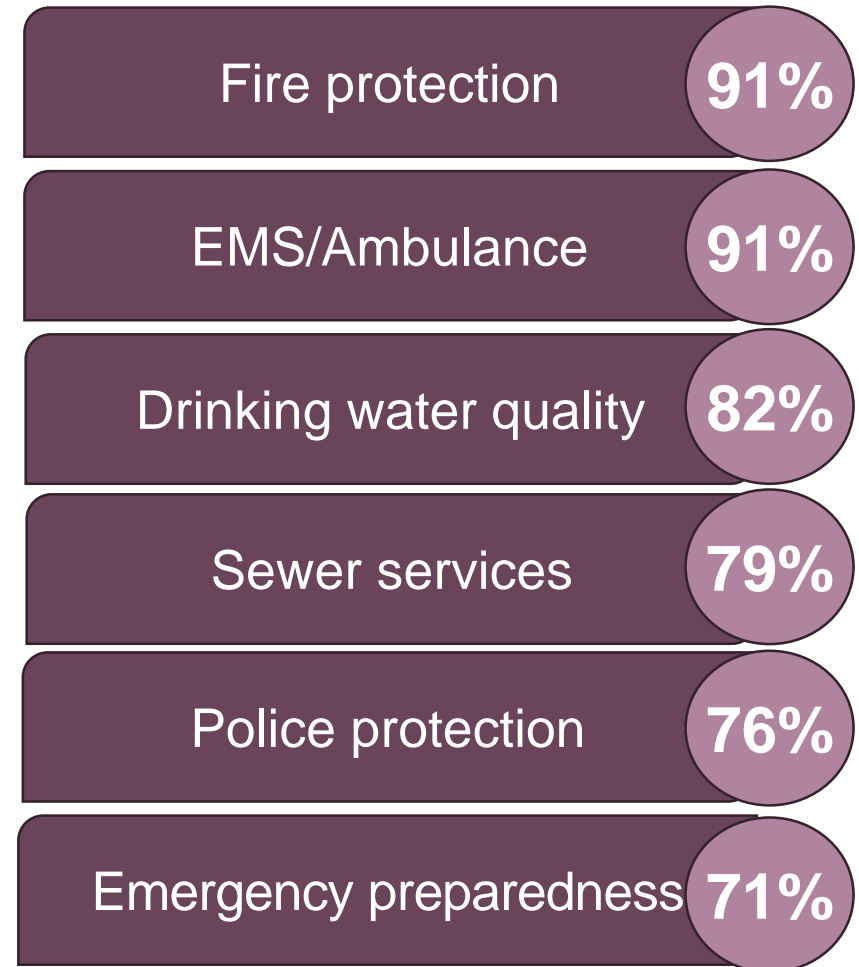 Fire protection 91%
EMS/Ambulance 91%
Drinking water quality 82%
Sewer services 79%
Police protection 76%
Emergency preparedness 71%